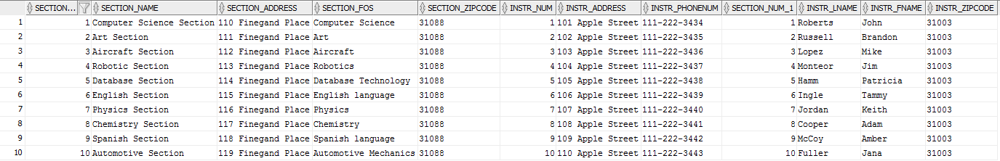 SECTION... SECTION_NAME SECTION_ADDRESS SECTION_FOS SECTION_ZIPCODE INSTR_NUM INSTR_ADDRESS INSTR_PHONENUM SECTION_NUM_1 INSTR_LNAME INSTR_FNAME INSTR_ZIPCODE
1 1 Computer Science Section 110 Finegand Place Computer Science 31088 1 101 Apple Street 111-222-3434 1 Roberts John 31003
2 2 Art Section 111 Finegand Place Art 31088 2 102 Apple Street 111-222-3435 2 Russell Brandon 31003
3 3 Aircraft Section 112 Finegand Place Aircraft 31088 3 103 Apple Street 111-222-3436 3 Lopez Mike 31003
4 4 Robotic Section 113 Finegand Place Robotics 31088 4 104 Apple Street 111-222-3437 4 Monteor Jim 31003
5 5 Database Section 114 Finegand Place Database Technology 31088 5 105 Apple Street 111-222-3438 5 Hamm Patricia 31003
6 6 English Section 115 Finegand Place English language 31088 6 106 Apple Street 111-222-3439 6 Ingle Tammy 31003
7 7 Physics Section 116 Finegand Place Physics 31088 7 107 Apple Street 111-222-3440 7 Jordan Keith 31003
8 8 Chemistry Section 117 Finegand Place Chemistry 31088 8 108 Apple Street 111-222-3441 8 Cooper Adam 31003
9 9 Spanish Section 118 Finegand Place Spanish language 31088 9 109 Apple Street 111-222-3442 9 McCoy Amber 31003
10 10 Automotive Section 119 Finegand Place Automotive Mechanics 31088 10 110 Apple Street 111-222-3443 10 Fuller Jana 31003